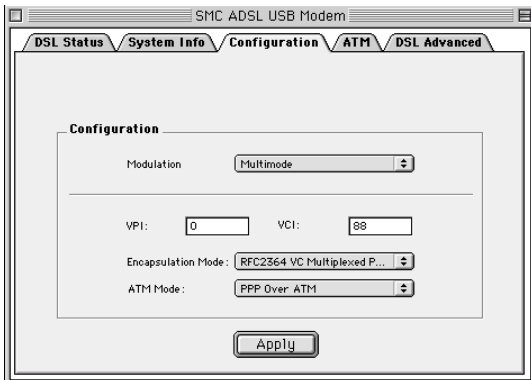 SMC ADSL USB Modem
DSL Status System Info Configuration ATM DSL Advanced
Configuration
Modulation Multimode
VPI: 0 VCI: 88
Encapsulation Mode: RFC2364 VC Multiplexed P...
ATM Mode: PPP Over ATM
Apply